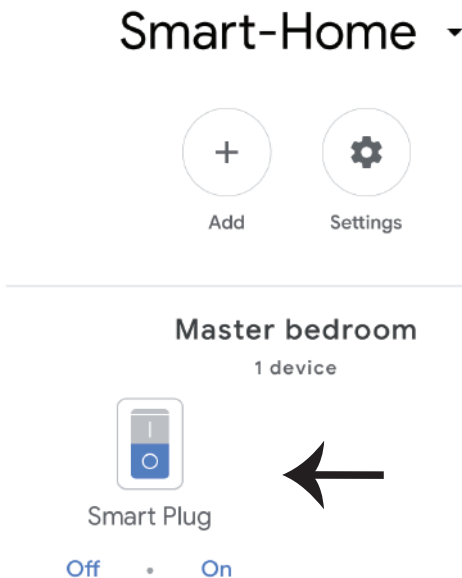 Smart-Home
Add Settings
Master bedroom
1 device
Smart Plug
Off · On